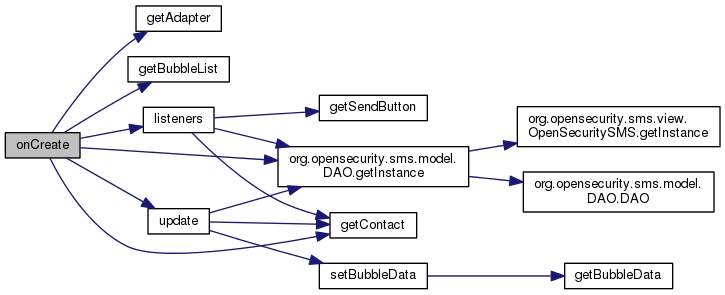 getAdapter
getBubbleList
onCreate
listeners
update
getSendButton
org.opensecurity.sms.model.
DAO.getInstance
getContact
setBubbleData
org.opensecurity.sms.view.
OpenSecuritySMS.getInstance
org.opensecurity.sms.model.
DAO.DAO
getBubbleData